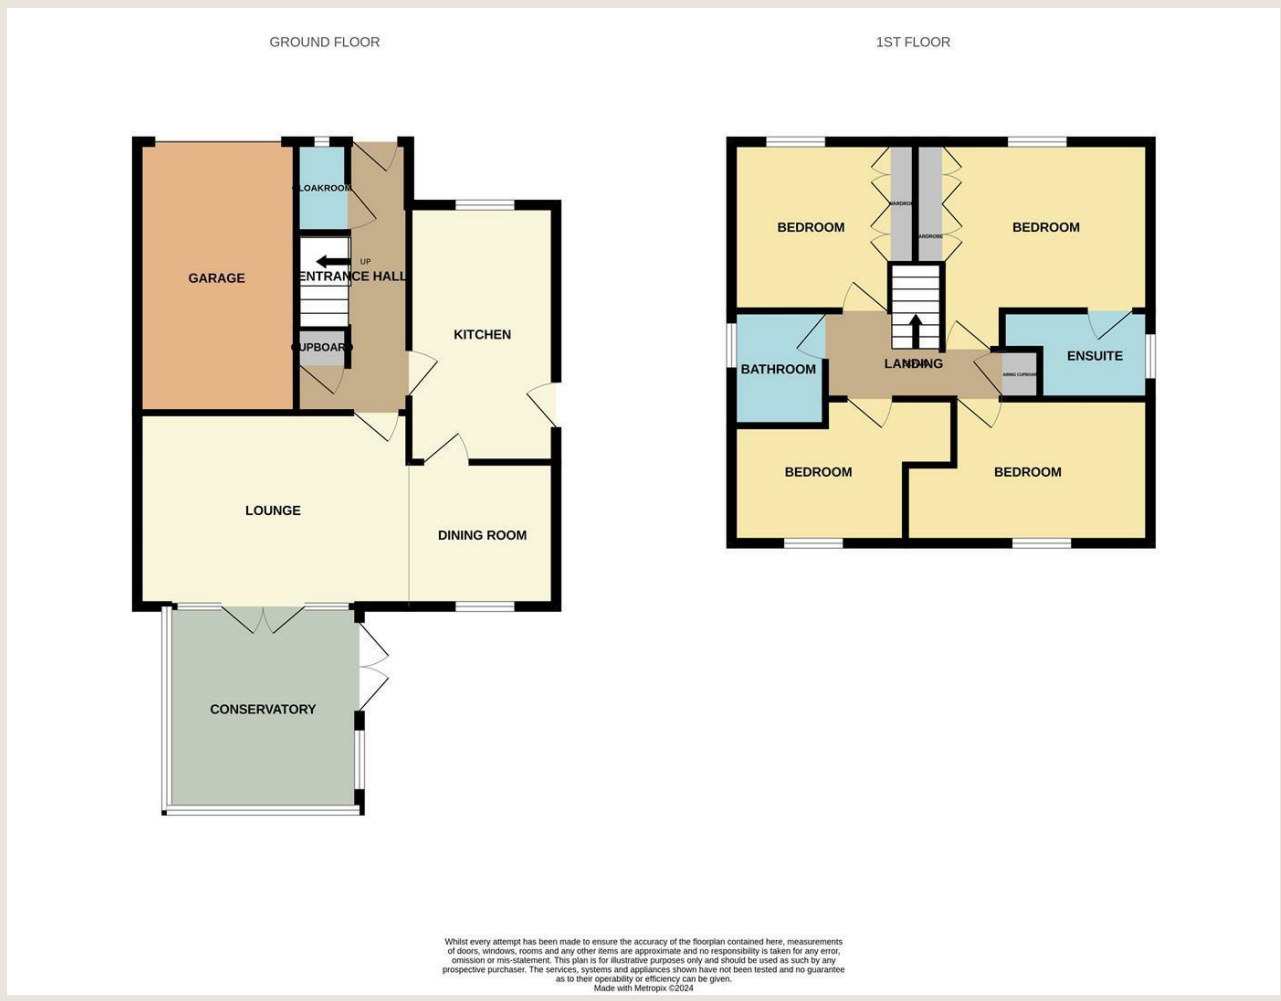 GROUND FLOOR
1ST FLOOR
CLOAKROOM
UP
ENTRANCE HALL
GARAGE
KITCHEN
CUPBOARD
LOUNGE
DINING ROOM
CONSERVATORY
BEDROOM
WARDROBE
WARDROBE
BEDROOM
BATHROOM
LANDING
AIRING CUPBOARD
ENSUITE
BEDROOM
BEDROOM
Whilst every attempt has been made to ensure the accuracy of the floorplan contained here, measurements
of doors, windows, rooms and any other items are approximate and no responsibility is taken for any error,
omission or mis-statement. This plan is for illustrative purposes only and should be used as such by any
prospective purchaser. The services, systems and appliances shown have not been tested and no guarantee
as to their operability or efficiency can be given.
Made with Metropix ©2024